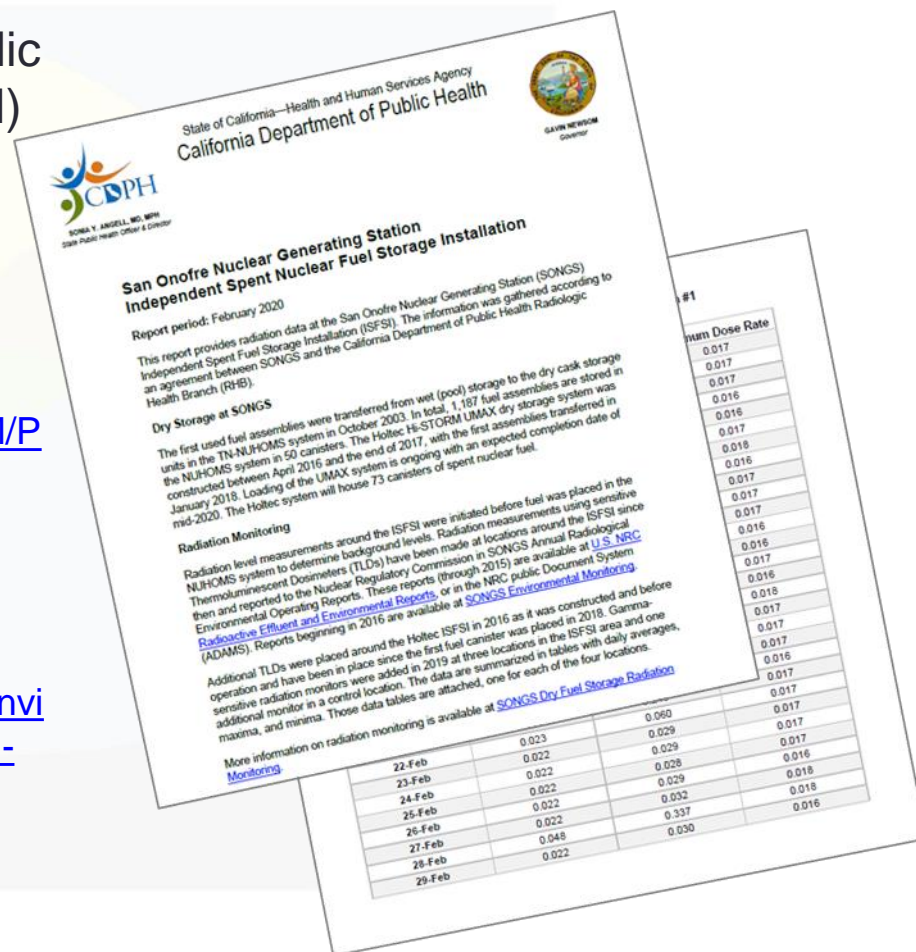 lic
)
l/P
nvi
-
State of California—Health and Human Services Agency
California Department of Public Health
CDPH
SONIA Y. ANGELL, MD, MPH
State Public Health Officer & Director
GAVIN NEWSOM
Governor
San Onofre Nuclear Generating Station
Independent Spent Nuclear Fuel Storage Installation
Report period: February 2020
This report provides radiation data at the San Onofre Nuclear Generating Station (SONGS)
Independent Spent Fuel Storage Installation (ISFSI). The information was gathered according to
an agreement between SONGS and the California Department of Public Health Radiologic
Health Branch (RHB).
Dry Storage at SONGS
The first used fuel assemblies were transferred from wet (pool) storage to the dry cask storage
units in the TN-NUHOMS system in October 2003. In total, 1,187 fuel assemblies are stored in
the NUHOMS system in 50 canisters. The Holtec Hi-STORM UMAX dry storage system was
constructed between April 2016 and the end of 2017, with the first assemblies transferred in
January 2018. Loading of the UMAX system is ongoing with an expected completion date of
mid-2020. The Holtec system will house 73 canisters of spent nuclear fuel.
Radiation Monitoring
Radiation level measurements around the ISFSI were initiated before fuel was placed in the
NUHOMS system to determine background levels. Radiation measurements using sensitive
Thermoluminescent Dosimeters (TLDs) have been made at locations around the ISFSI since
then and reported to the Nuclear Regulatory Commission in SONGS Annual Radiological
Environmental Operating Reports. These reports (through 2015) are available at U.S. NRC
Radioactive Effluent and Environmental Reports, or in the NRC public Document System
(ADAMS). Reports beginning in 2016 are available at SONGS Environmental Monitoring.
Additional TLDs were placed around the Holtec ISFSI in 2016 as it was constructed and before
operation and have been in place since the first fuel canister was placed in 2018. Gamma-
sensitive radiation monitors were added in 2019 at three locations in the ISFSI area and one
additional monitor in a control location. The data are summarized in tables with daily averages,
maxima, and minima. Those data tables are attached, one for each of the four locations.
More information on radiation monitoring is available at SONGS Dry Fuel Storage Radiation
Monitoring.
#1
num Dose Rate
0.017
0.017
0.017
0.016
0.016
0.017
0.018
0.016
0.017
0.017
0.017
0.016
0.016
0.017
0.016
0.018
0.017
0.017
0.017
0.016
0.017
22-Feb 0.023 0.060 0.017
23-Feb 0.022 0.029 0.017
24-Feb 0.022 0.029 0.017
25-Feb 0.022 0.028 0.017
26-Feb 0.022 0.029 0.016
27-Feb 0.022 0.032 0.018
28-Feb 0.048 0.337 0.018
29-Feb 0.022 0.030 0.016